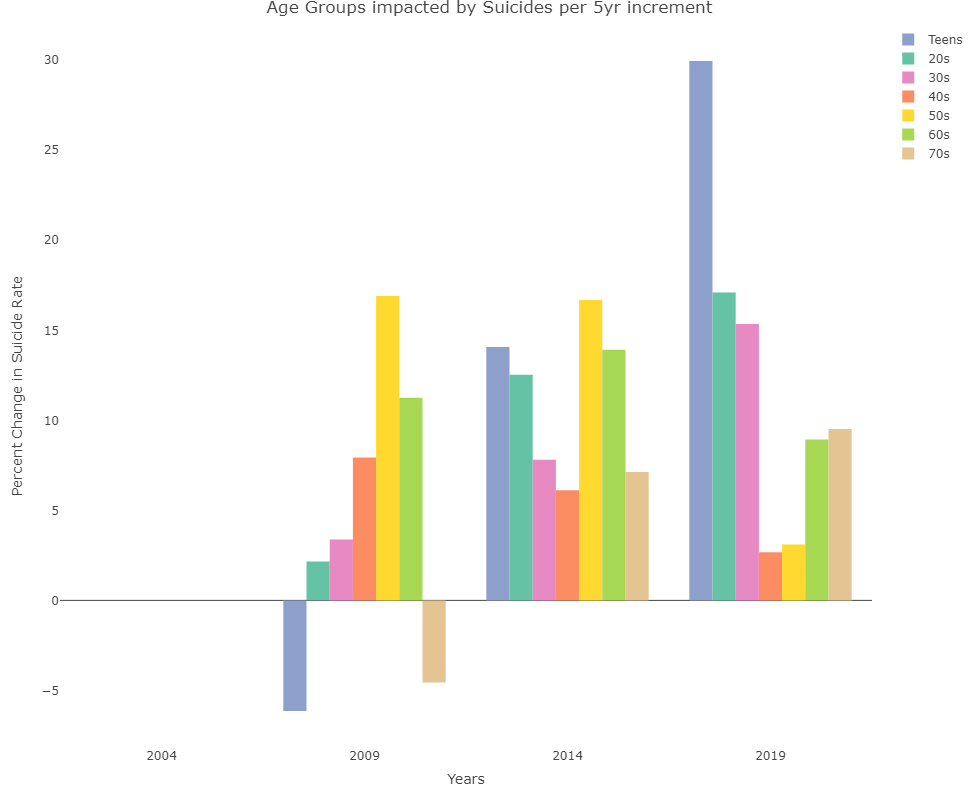 Age Groups impacted by Suicides per 5yr increment
Teens
20s
30s
40s
50s
60s
70s
30
25
20
15
10
5
0
−5
Percent Change in Suicide Rate
2004
2009
2014
2019
Years